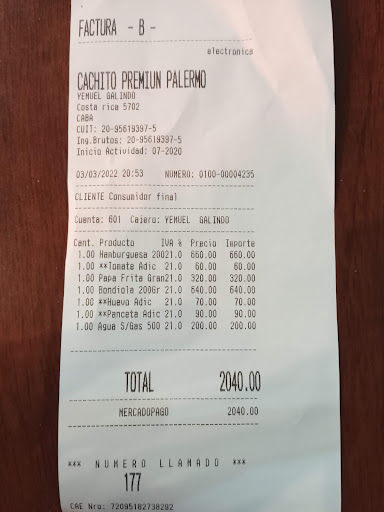 FACTURA - B -
electronica
CACHITO PREMIUN PALERMO
YEMUEL GALINDO
Costa rica 5702
CABA
CUIT: 20-95619397-5
Ing.Brutos: 20-95619397-5
Inicio Actividad: 07-2020
03/03/2022 20:53 NUMERO: 0100-00004235
CLIENTE Consumidor final
Cuenta: 601 Cajero: YEMUEL GALINDO
Cant. Producto IVA % Precio Importe
1.00 Hamburguesa 20021.0 660.00 660.00
1.00 **Tomate Adic 21.0 60.00 60.00
1.00 Papa Frita Gran21.0 320.00 320.00
1.00 Bondiola 200Gr 21.0 640.00 640.00
1.00 **Huevo Adic 21.0 70.00 70.00
1.00 **Panceta Adic 21.0 90.00 90.00
1.00 Agua S/Gas 500 21.0 200.00 200.00
TOTAL 2040.00
MERCADOPAGO 2040.00
*** NUMERO LLAMADO ***
177
CAE Nro: 72095182738292